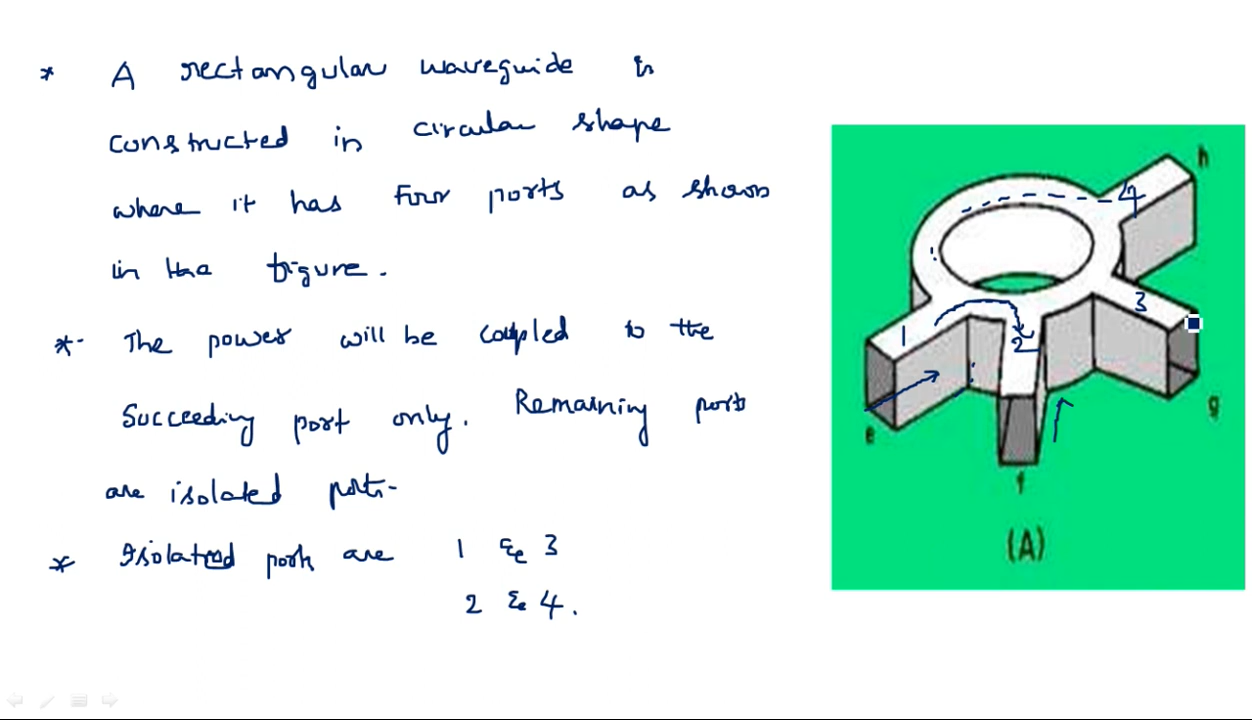 * A rectangular waveguide is
constructed in circular shape
where it has four ports as shown
in the figure.
* The power will be coupled to the
Succeeding port only. Remaining ports
are isolated ports.
* Isolated ports are 1 & 3
2 & 4.
h
4
3
1
2
e
g
f
(A)